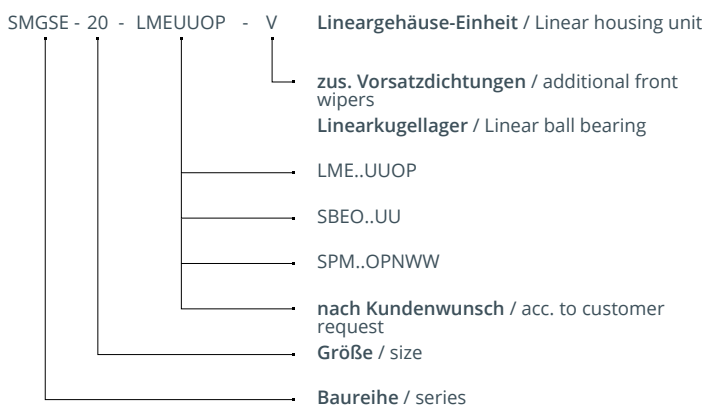 SMGSE - 20 - LMEUUOP - V Lineargehäuse-Einheit / Linear housing unit
zus. Vorsatzdichtungen / additional front
wipers
Linearkugellager / Linear ball bearing
LME..UUOP
SBEO..UU
SPM..OPNWW
nach Kundenwunsch / acc. to customer
request
Größe / size
Baureihe / series